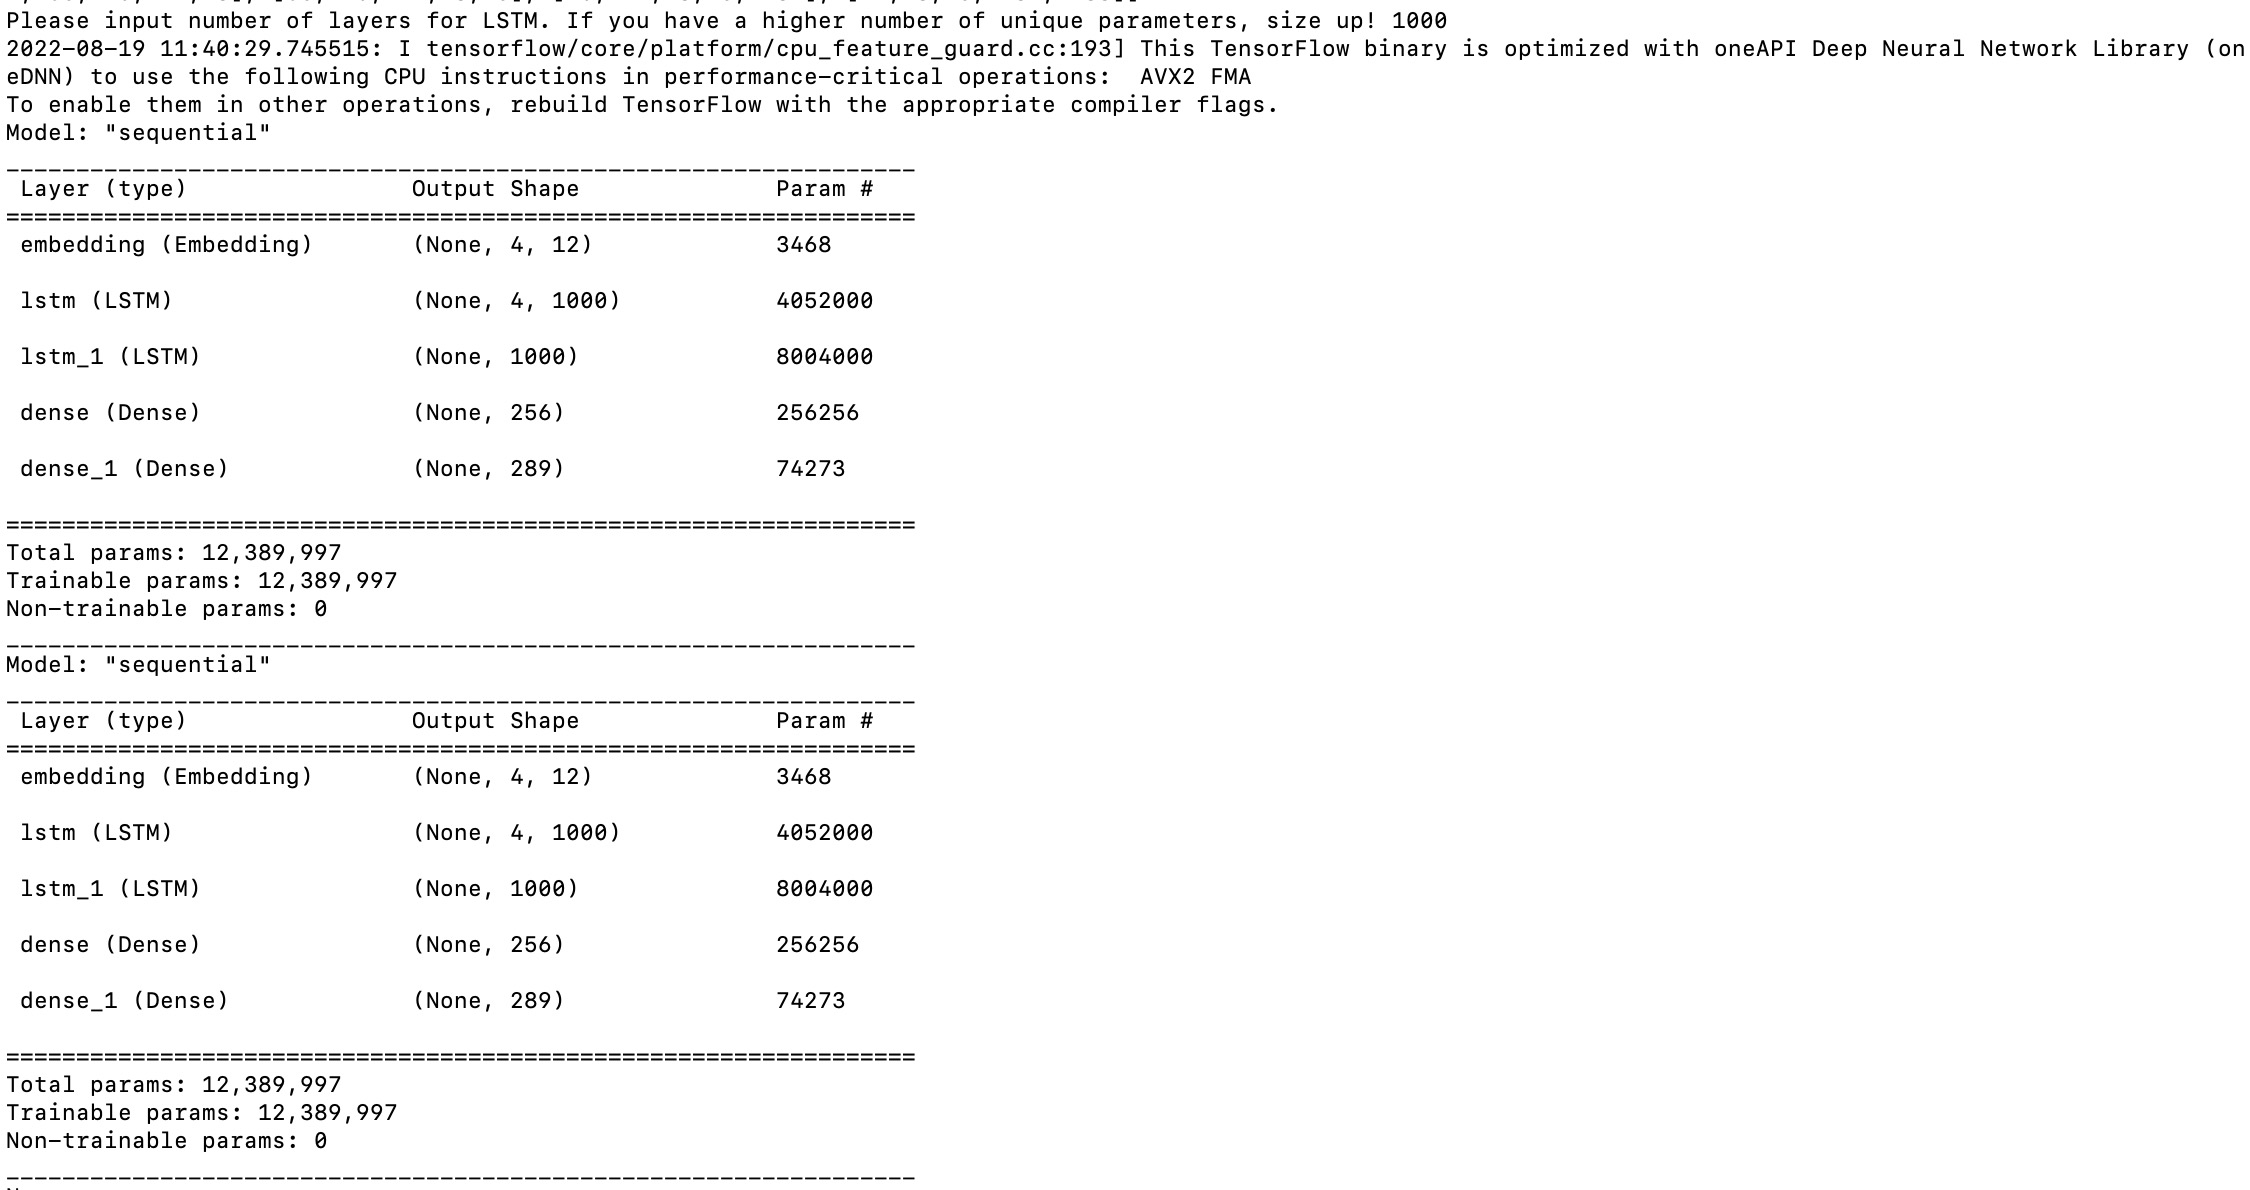 Please input number of layers for LSTM. If you have a higher number of unique parameters, size up! 1000
2022-08-19 11:40:29.745515: I tensorflow/core/platform/cpu_feature_guard.cc:193] This TensorFlow binary is optimized with oneAPI Deep Neural Network Library (on
eDNN) to use the following CPU instructions in performance-critical operations:  AVX2 FMA
To enable them in other operations, rebuild TensorFlow with the appropriate compiler flags.
Model: "sequential"
_________________________________________________________________
 Layer (type)                Output Shape              Param #
=================================================================
 embedding (Embedding)       (None, 4, 12)             3468
 lstm (LSTM)                 (None, 4, 1000)           4052000
 lstm_1 (LSTM)               (None, 1000)              8004000
 dense (Dense)               (None, 256)               256256
 dense_1 (Dense)             (None, 289)               74273
=================================================================
Total params: 12,389,997
Trainable params: 12,389,997
Non-trainable params: 0
_________________________________________________________________
Model: "sequential"
_________________________________________________________________
 Layer (type)                Output Shape              Param #
=================================================================
 embedding (Embedding)       (None, 4, 12)             3468
 lstm (LSTM)                 (None, 4, 1000)           4052000
 lstm_1 (LSTM)               (None, 1000)              8004000
 dense (Dense)               (None, 256)               256256
 dense_1 (Dense)             (None, 289)               74273
=================================================================
Total params: 12,389,997
Trainable params: 12,389,997
Non-trainable params: 0
_________________________________________________________________